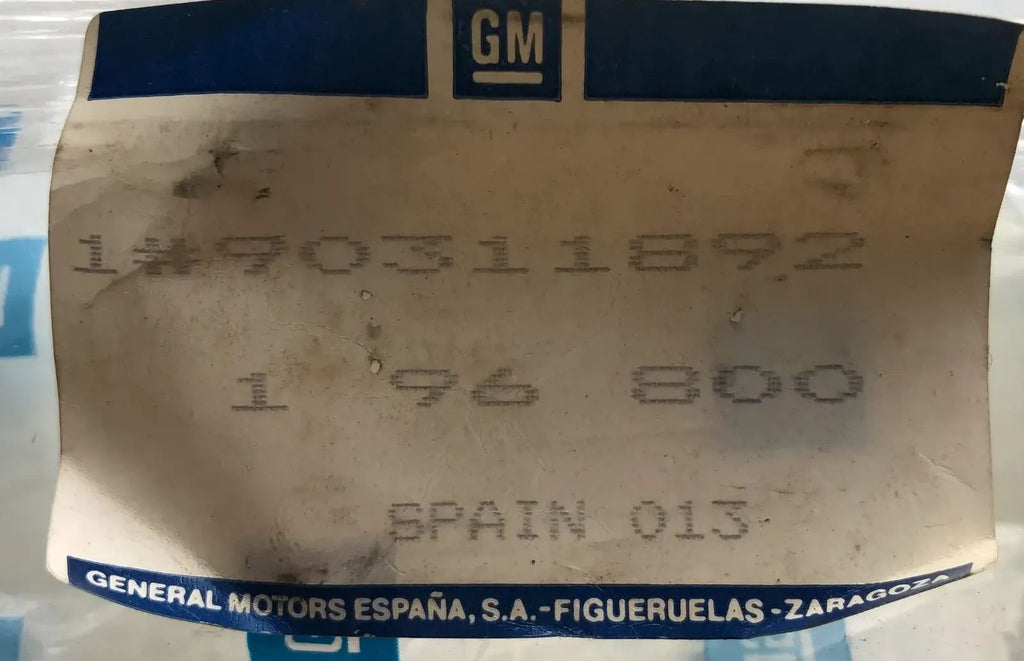 GM
1*90311892
1 96 800
SPAIN 013
GENERAL MOTORS ESPAÑA, S.A.-FIGUERUELAS-ZARAGOZA